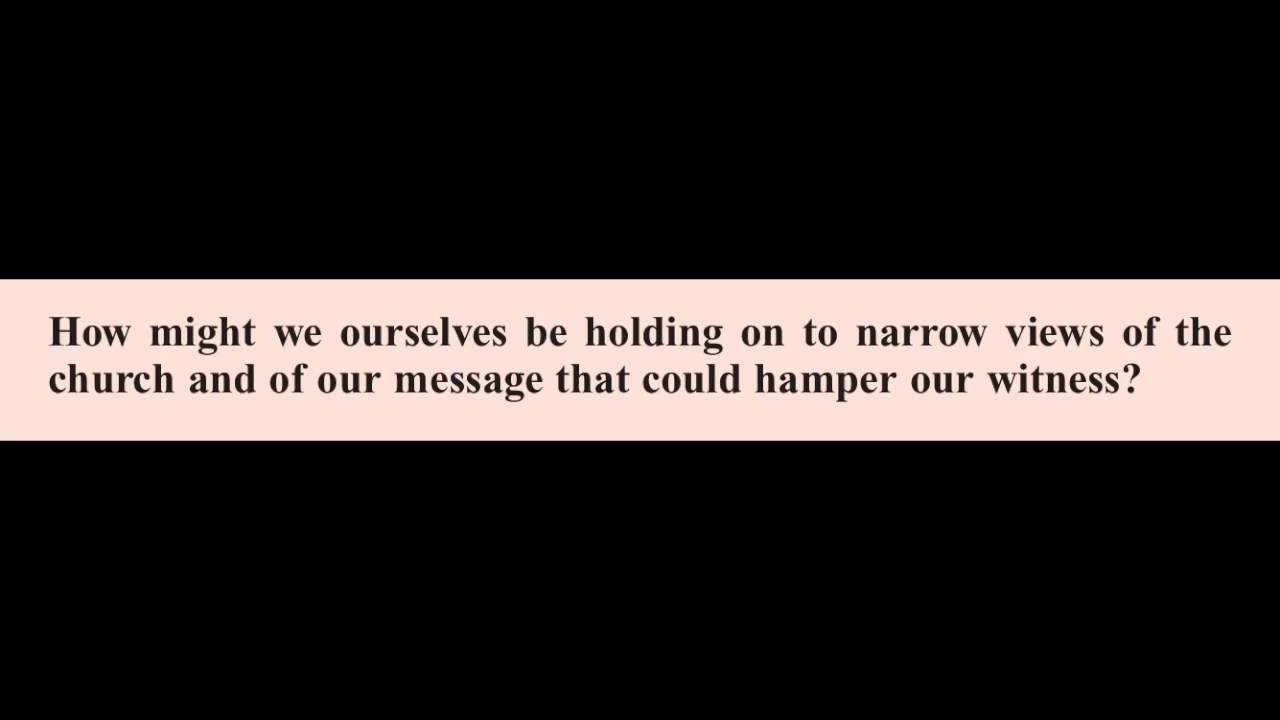 How might we ourselves be holding on to narrow views of the
church and of our message that could hamper our witness?